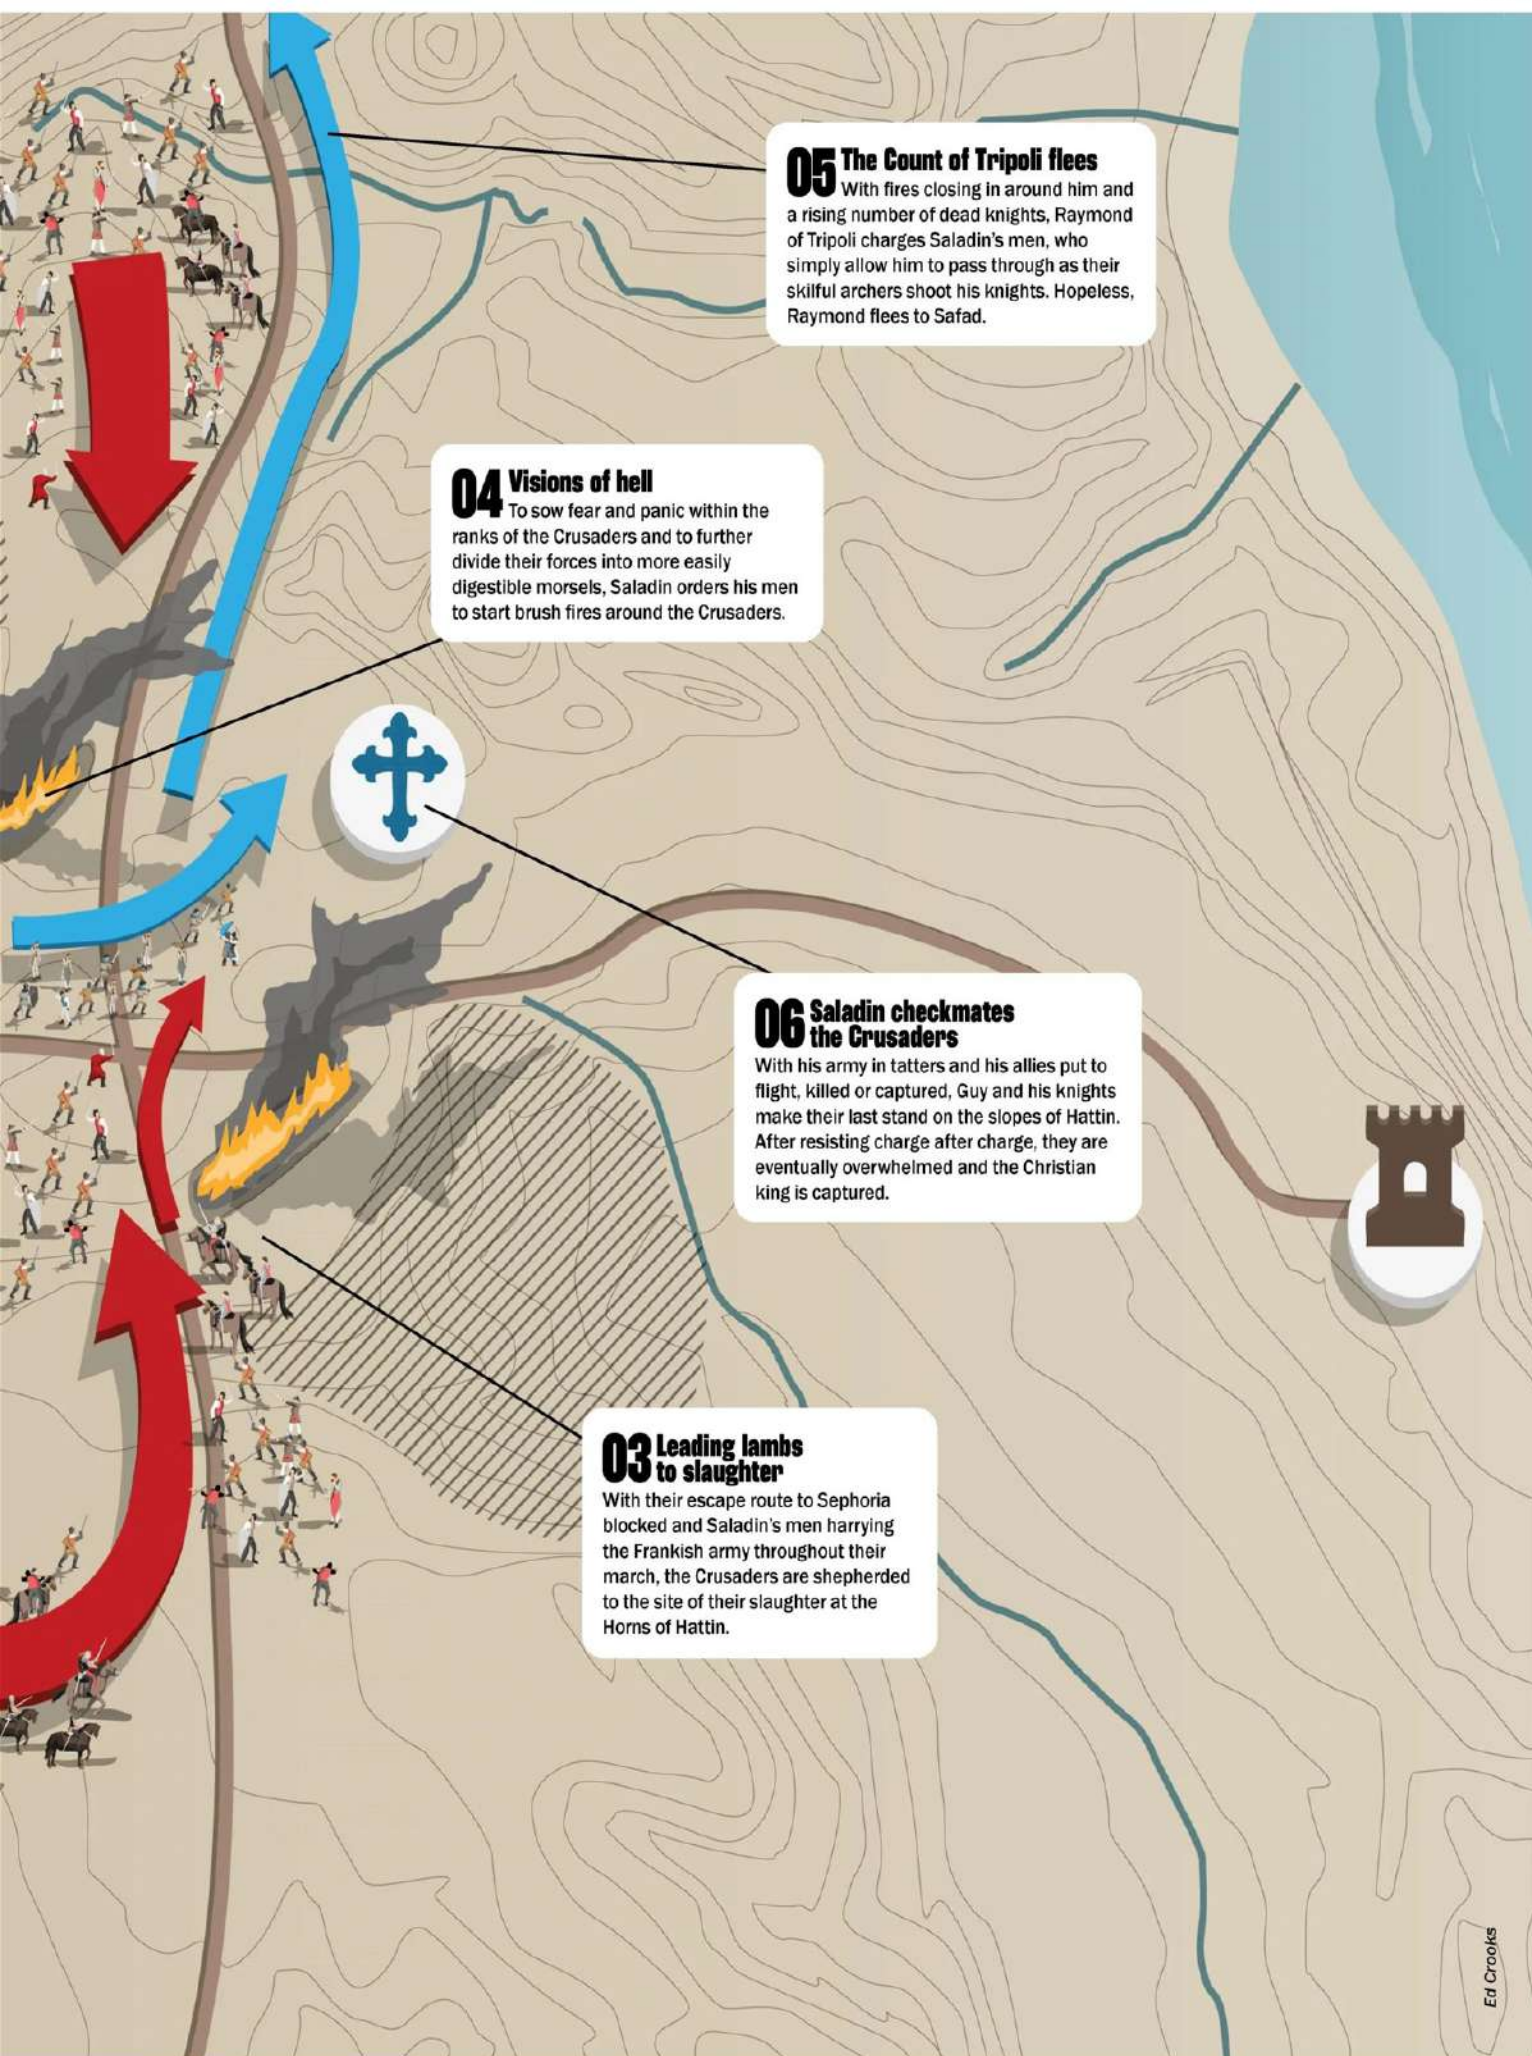 05 The Count of Tripoli flees
With fires closing in around him and
a rising number of dead knights, Raymond
of Tripoli charges Saladin's men, who
simply allow him to pass through as their
skilful archers shoot his knights. Hopeless,
Raymond flees to Safad.
04 Visions of hell
To sow fear and panic within the
ranks of the Crusaders and to further
divide their forces into more easily
digestible morsels, Saladin orders his men
to start brush fires around the Crusaders.
06 Saladin checkmates
the Crusaders
With his army in tatters and his allies put to
flight, killed or captured, Guy and his knights
make their last stand on the slopes of Hattin.
After resisting charge after charge, they are
eventually overwhelmed and the Christian
king is captured.
03 Leading lambs
to slaughter
With their escape route to Sephoria
blocked and Saladin's men harrying
the Frankish army throughout their
march, the Crusaders are shepherded
to the site of their slaughter at the
Horns of Hattin.
Ed Crooks